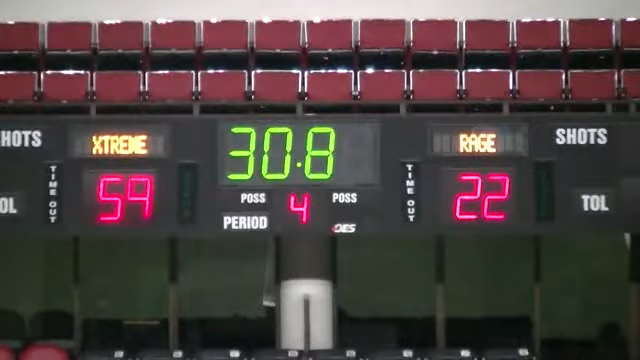 SHOTS
XTREME
30.8
RAGE
SHOTS
TIME OUT
59
POSS
POSS
TIME OUT
22
TOL
PERIOD
4
OES
TOL